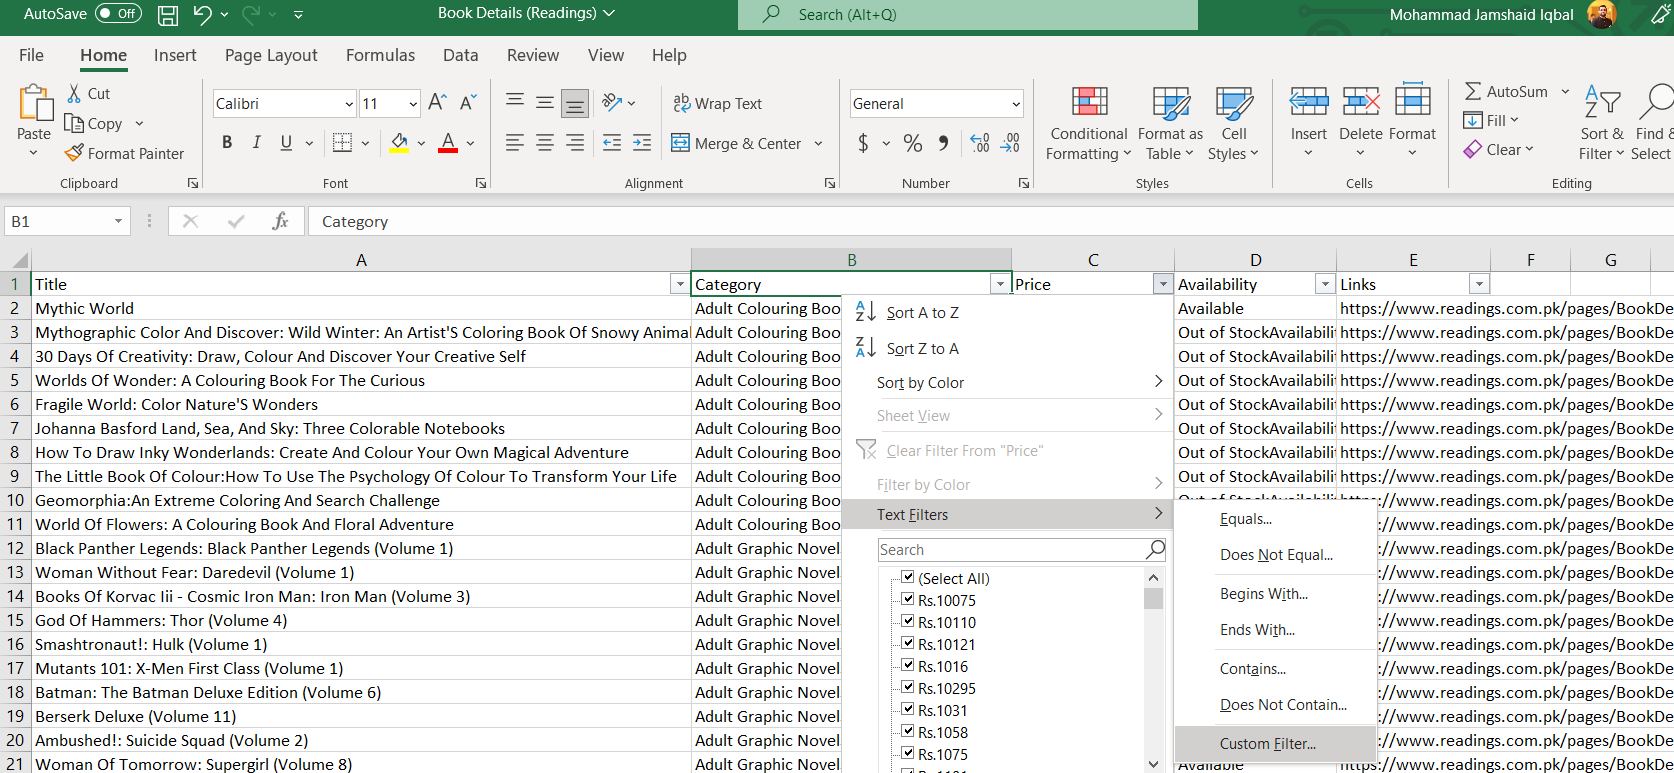 AutoSave Off Book Details (Readings) Search (Alt+Q) Mohammad Jamshaid Iqbal
File Home Insert Page Layout Formulas Data Review View Help
Paste Cut Copy Format Painter
Clipboard
Calibri 11
B I U A
Font
Wrap Text
Merge & Center
Alignment
General
$ % 9 .00 .00
Number
Conditional Formatting Format as Table Cell Styles
Styles
Insert Delete Format
Cells
AutoSum Fill Clear Sort & Filter Find & Select
Editing
B1 fx Category
A B C D E F G
1 Title Category Price Availability Links
2 Mythic World Adult Colouring Boo Available https://www.readings.com.pk/pages/BookDe
3 Mythographic Color And Discover: Wild Winter: An Artist'S Coloring Book Of Snowy Animal Adult Colouring Boo Out of StockAvailabili https://www.readings.com.pk/pages/BookDe
4 30 Days Of Creativity: Draw, Colour And Discover Your Creative Self Adult Colouring Boo Out of StockAvailabili https://www.readings.com.pk/pages/BookDe
5 Worlds Of Wonder: A Colouring Book For The Curious Adult Colouring Boo Out of StockAvailabili https://www.readings.com.pk/pages/BookDe
6 Fragile World: Color Nature'S Wonders Adult Colouring Boo Out of StockAvailabili https://www.readings.com.pk/pages/BookDe
7 Johanna Basford Land, Sea, And Sky: Three Colorable Notebooks Adult Colouring Boo Out of StockAvailabili https://www.readings.com.pk/pages/BookDe
8 How To Draw Inky Wonderlands: Create And Colour Your Own Magical Adventure Adult Colouring Boo Out of StockAvailabili https://www.readings.com.pk/pages/BookDe
9 The Little Book Of Colour:How To Use The Psychology Of Colour To Transform Your Life Adult Colouring Boo Out of StockAvailabili https://www.readings.com.pk/pages/BookDe
10 Geomorphia:An Extreme Coloring And Search Challenge Adult Colouring Boo Out of StockAvailabili https://www.readings.com.pk/pages/BookDe
11 World Of Flowers: A Colouring Book And Floral Adventure Adult Colouring Boo ://www.readings.com.pk/pages/BookDe
12 Black Panther Legends: Black Panther Legends (Volume 1) Adult Graphic Novel ://www.readings.com.pk/pages/BookDe
13 Woman Without Fear: Daredevil (Volume 1) Adult Graphic Novel ://www.readings.com.pk/pages/BookDe
14 Books Of Korvac Iii - Cosmic Iron Man: Iron Man (Volume 3) Adult Graphic Novel ://www.readings.com.pk/pages/BookDe
15 God Of Hammers: Thor (Volume 4) Adult Graphic Novel ://www.readings.com.pk/pages/BookDe
16 Smashtronaut!: Hulk (Volume 1) Adult Graphic Novel ://www.readings.com.pk/pages/BookDe
17 Mutants 101: X-Men First Class (Volume 1) Adult Graphic Novel ://www.readings.com.pk/pages/BookDe
18 Batman: The Batman Deluxe Edition (Volume 6) Adult Graphic Novel ://www.readings.com.pk/pages/BookDe
19 Berserk Deluxe (Volume 11) Adult Graphic Novel ://www.readings.com.pk/pages/BookDe
20 Ambushed!: Suicide Squad (Volume 2) Adult Graphic Novel ://www.readings.com.pk/pages/BookDe
21 Woman Of Tomorrow: Supergirl (Volume 8) Adult Graphic Novel Available ://www.readings.com.pk/pages/BookDe
Sort A to Z
Sort Z to A
Sort by Color
Sheet View
Clear Filter From "Price"
Filter by Color
Text Filters
Search
(Select All)
Rs.10075
Rs.10110
Rs.10121
Rs.1016
Rs.10295
Rs.1031
Rs.1058
Rs.1075
Equals...
Does Not Equal...
Begins With...
Ends With...
Contains...
Does Not Contain...
Custom Filter...